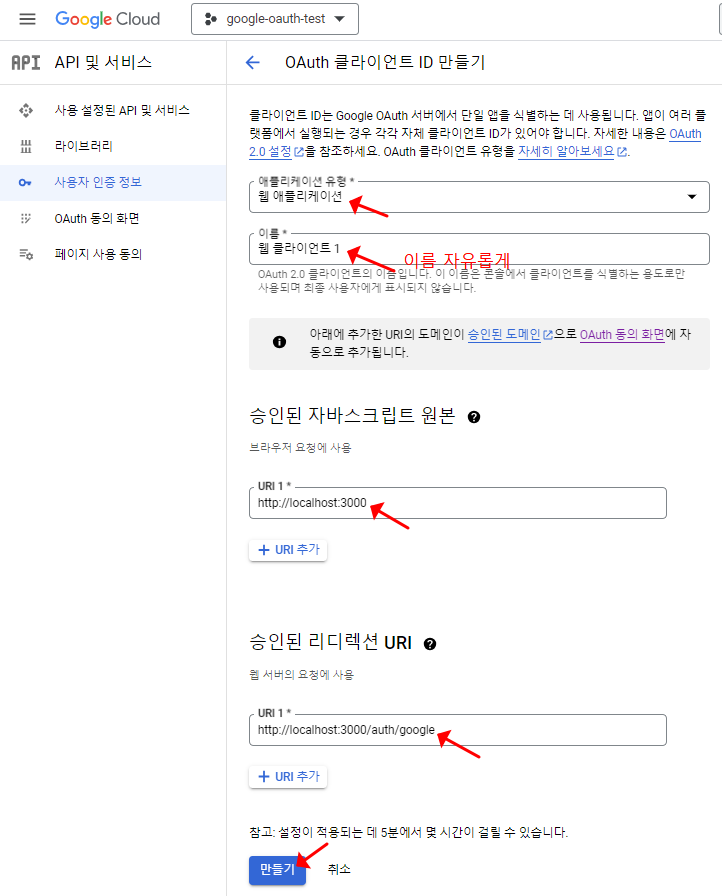 Google Cloud
google-oauth-test
API
API 및 서비스
OAuth 클라이언트 ID 만들기
사용 설정된 API 및 서비스
라이브러리
사용자 인증 정보
OAuth 동의 화면
페이지 사용 동의
클라이언트 ID는 Google OAuth 서버에서 단일 앱을 식별하는 데 사용됩니다. 앱이 여러 플
랫폼에서 실행되는 경우 각각 자체 클라이언트 ID가 있어야 합니다. 자세한 내용은 OAuth
2.0 설정을 참조하세요. OAuth 클라이언트 유형을 자세히 알아보세요.
애플리케이션 유형 *
웹 애플리케이션
이름 *
웹 클라이언트 1
이름 자유롭게
OAuth 2.0 클라이언트의 이름입니다. 이 이름은 콘솔에서 클라이언트를 식별하는 용도로만
사용되며 최종 사용자에게 표시되지 않습니다.
아래에 추가한 URI의 도메인이 승인된 도메인으로 OAuth 동의 화면에 자
동으로 추가됩니다.
승인된 자바스크립트 원본
브라우저 요청에 사용
URI 1 *
http://localhost:3000
URI 추가
승인된 리디렉션 URI
웹 서버의 요청에 사용
URI 1 *
http://localhost:3000/auth/google
URI 추가
참고: 설정이 적용되는 데 5분에서 몇 시간이 걸릴 수 있습니다.
만들기
취소